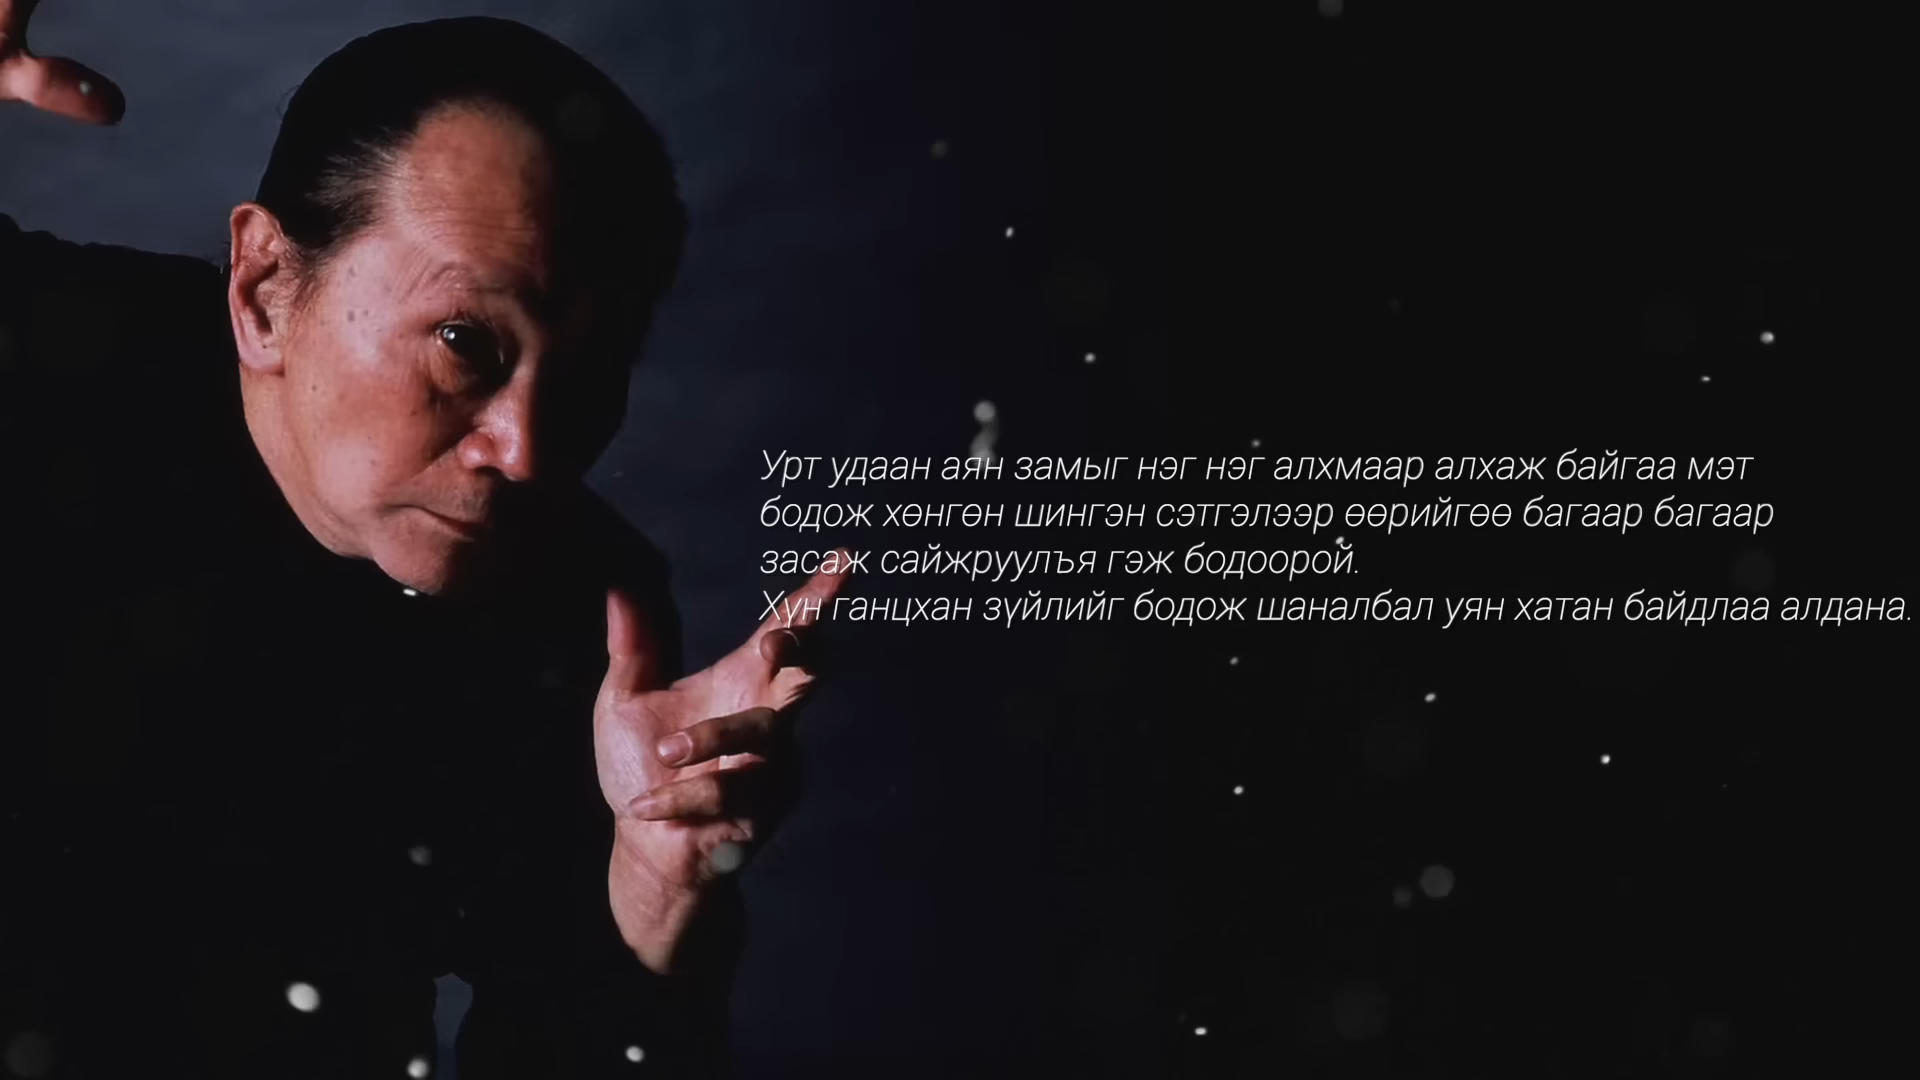 Урт удаан аян замыг нэг нэг алхмаар алхаж байгаа мэт
бодож хөнгөн шингэн сэтгэлээр өөрийгөө багаар багаар
засаж сайжруулъя гэж бодоорой.
Хүн ганцхан зүйлийг бодож шаналбал уян хатан байдлаа алдана.